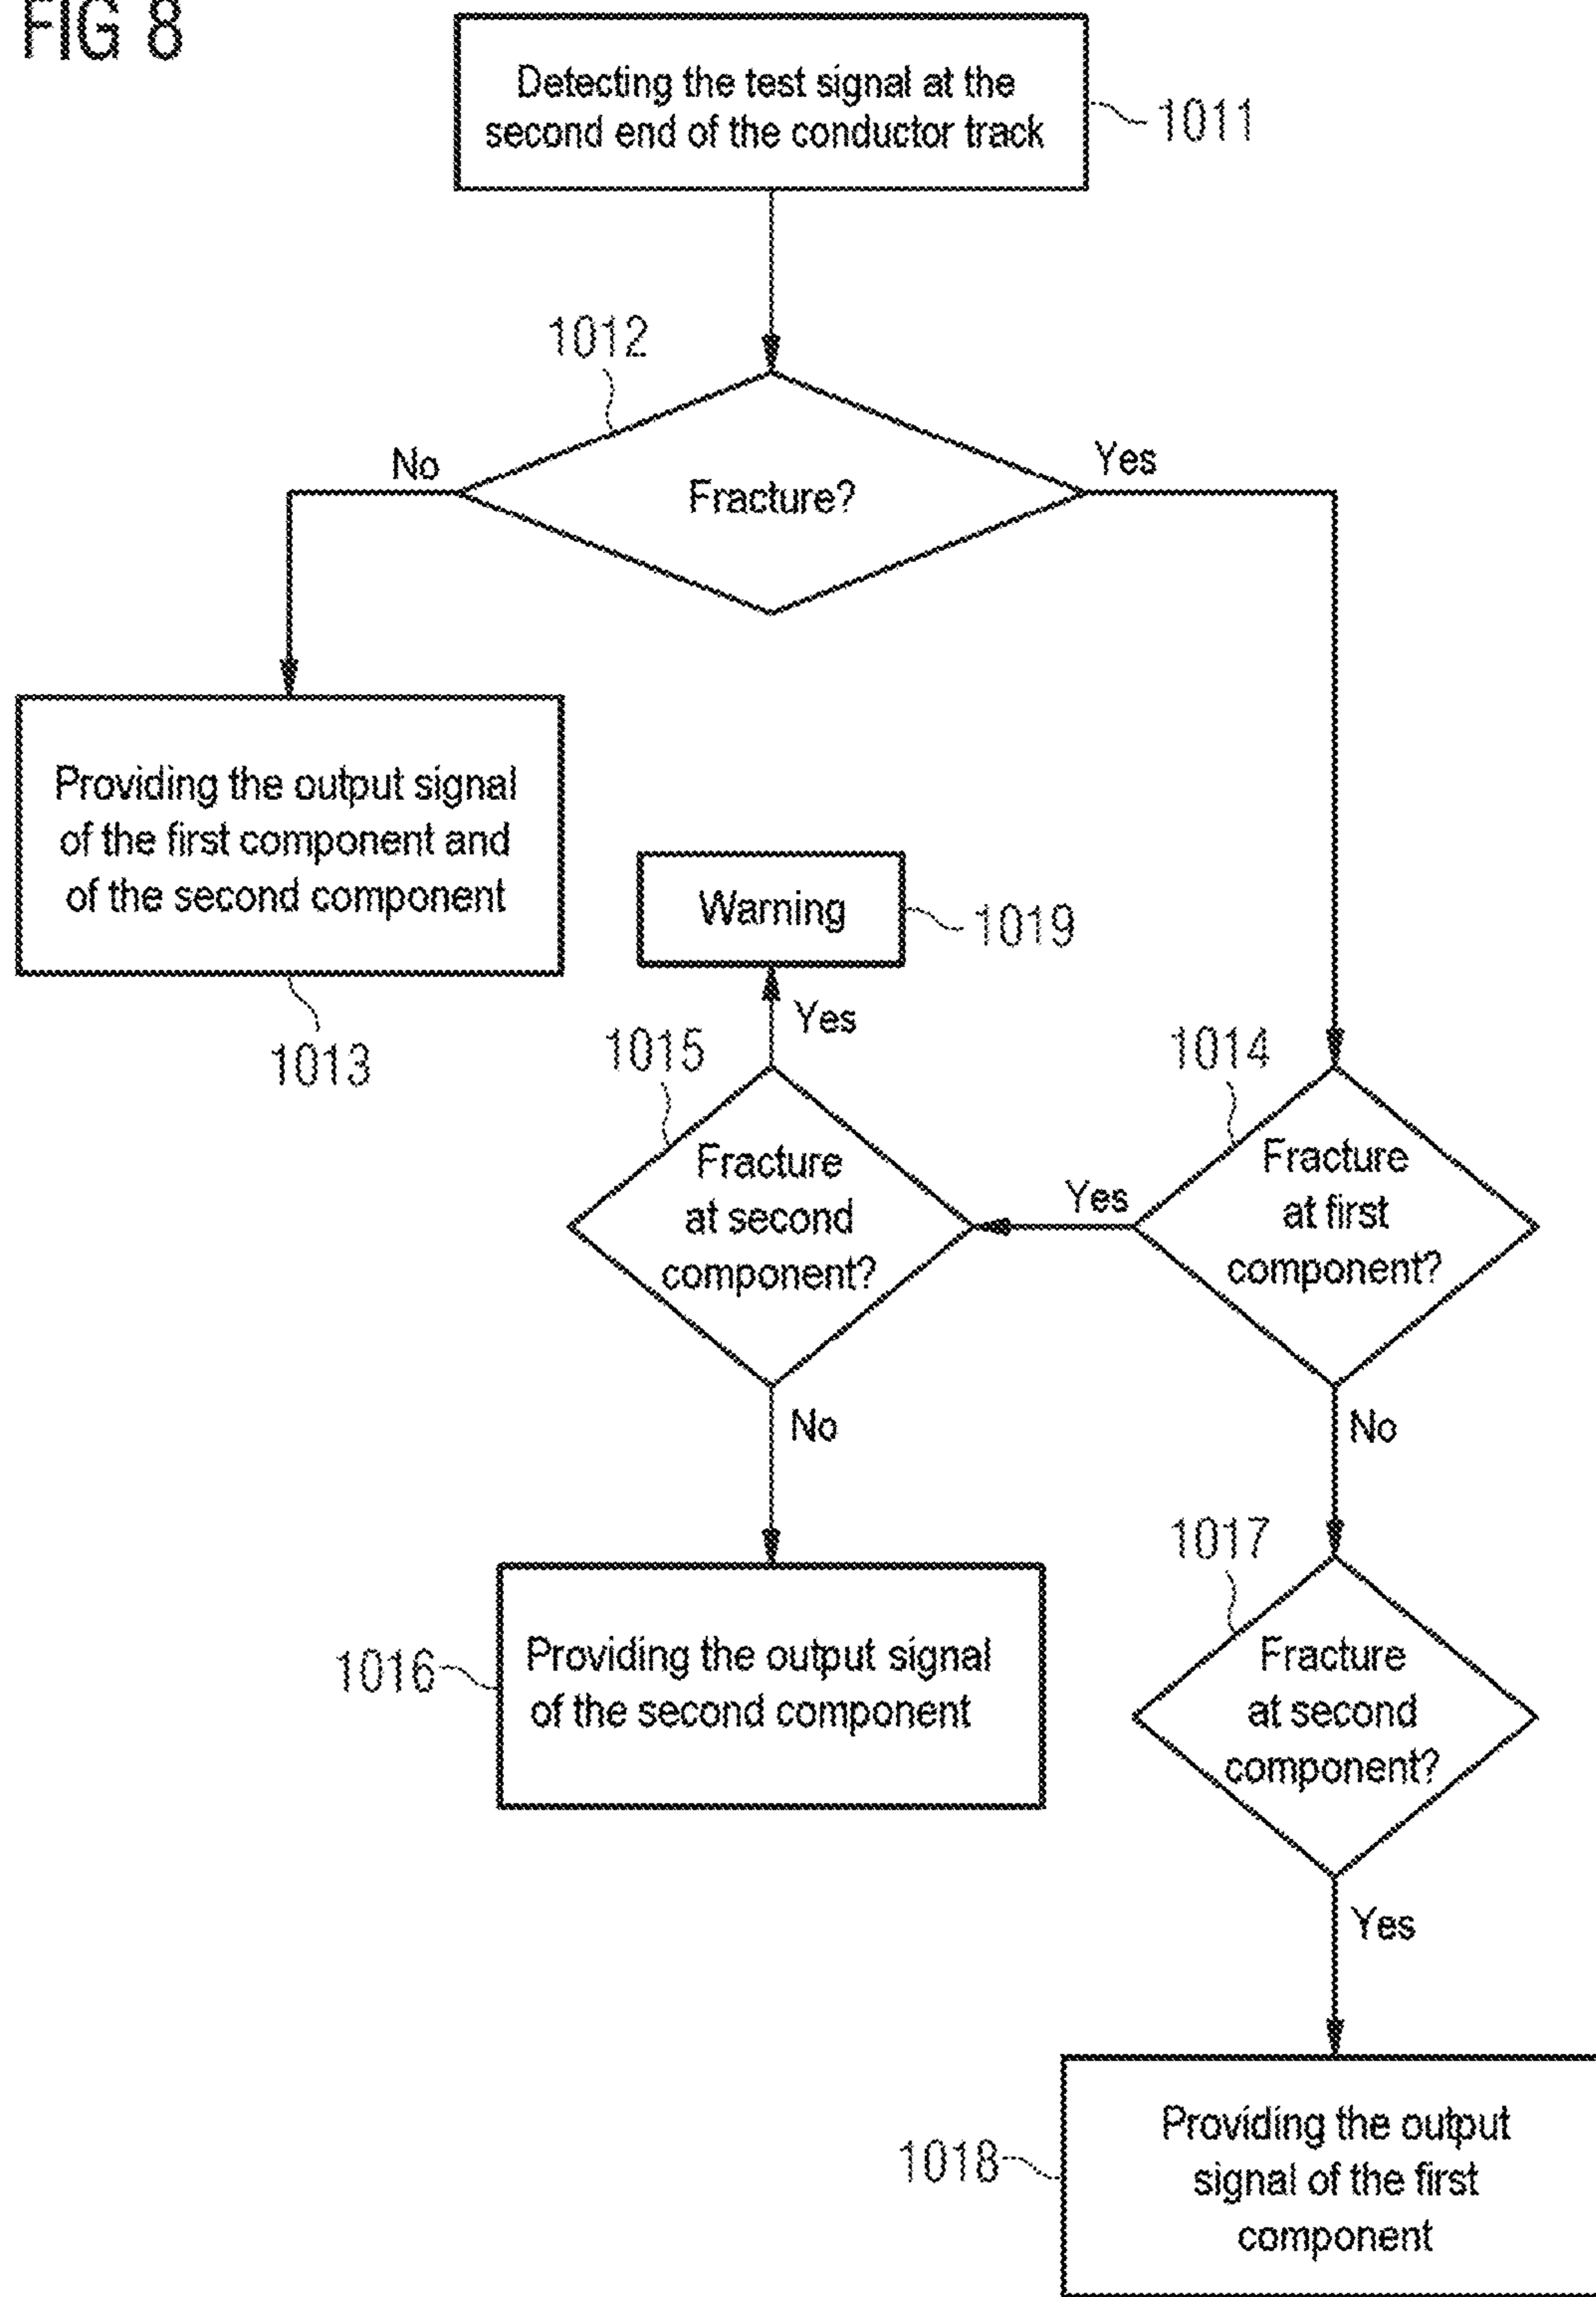 FIG 8
Detecting the test signal at the
second end of the conductor track
1011
1012
No
Yes
Fracture?
Providing the output signal
of the first component and
of the second component
1013
Warning
1019
Yes
1015
1014
Fracture
at second
component?
Yes
Fracture
at first
component?
No
No
1017
1016
Providing the output signal
of the second component
Fracture
at second
component?
Yes
1018
Providing the output
signal of the first
component